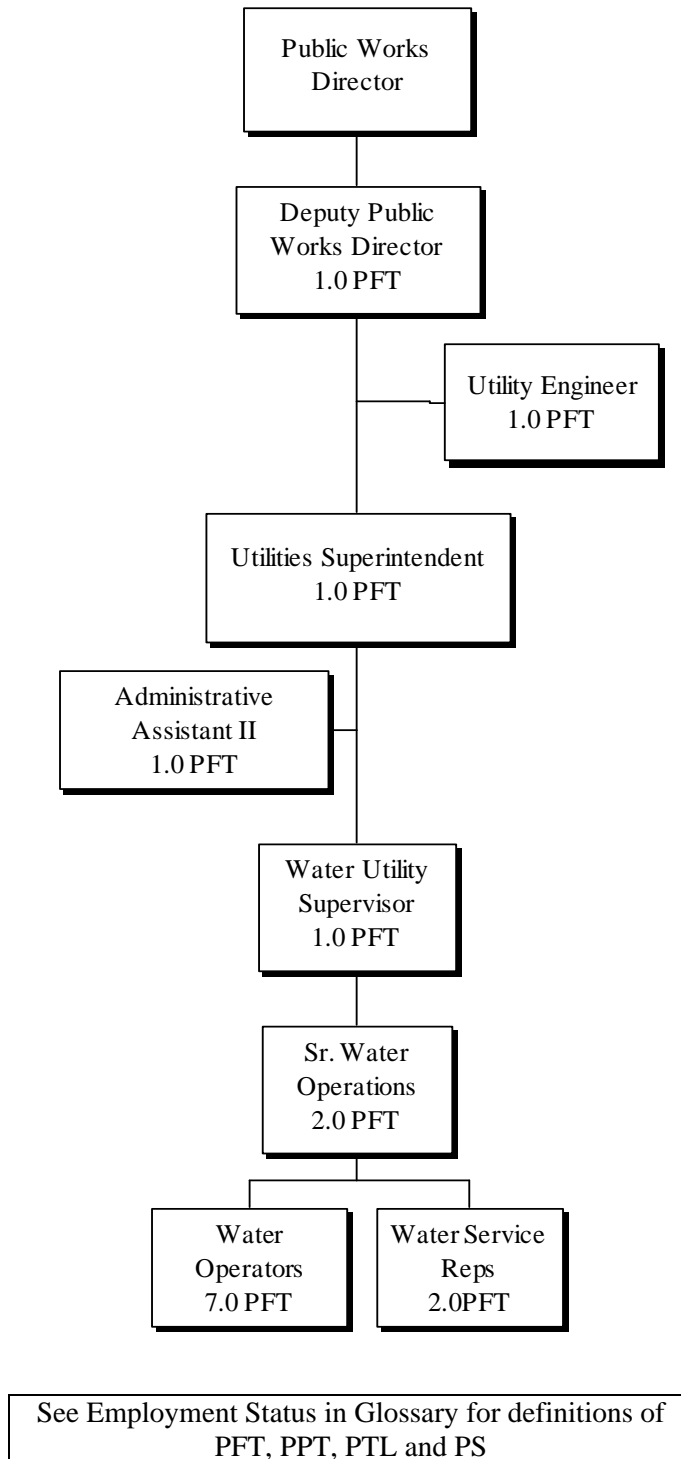 Public Works
Director
Deputy Public
Works Director
1.0 PFT
Utility Engineer
1.0 PFT
Utilities Superintendent
1.0 PFT
Administrative
Assistant II
1.0 PFT
Water Utility
Supervisor
1.0 PFT
Sr. Water
Operations
2.0 PFT
Water
Operators
7.0 PFT
Water Service
Reps
2.0PFT
See Employment Status in Glossary for definitions of
PFT, PPT, PTL and PS